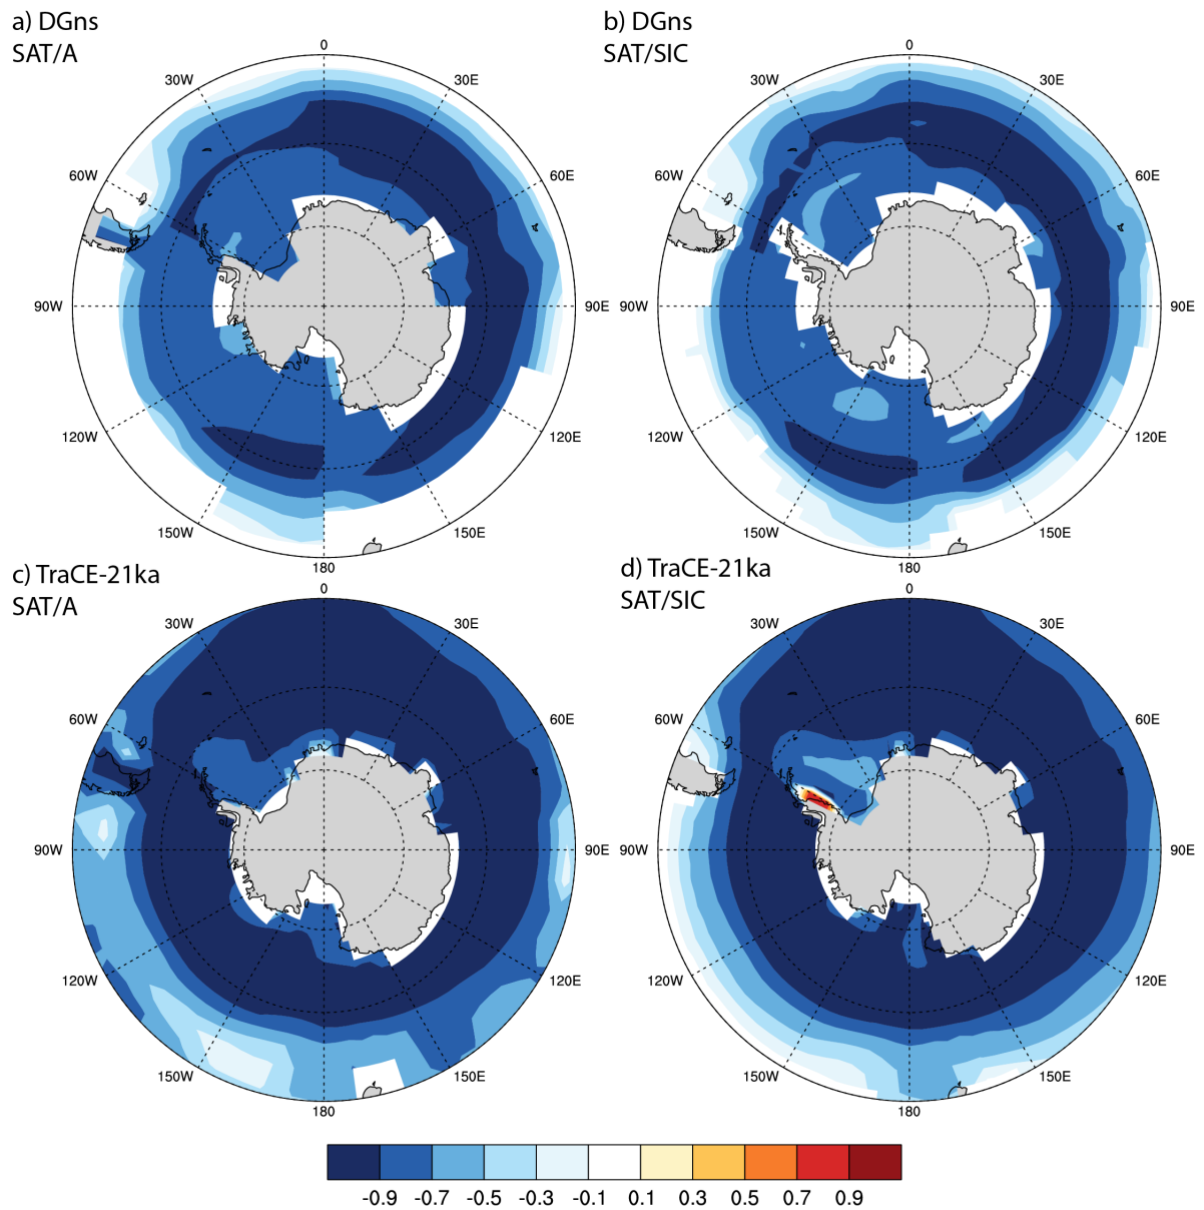 a) DGns
SAT/A
0
30W
30E
60W
60E
90W
90E
120W
120E
150W
150E
180
b) DGns
SAT/SIC
0
30W
30E
60W
60E
90W
90E
120W
120E
150W
150E
180
c) TraCE-21ka
SAT/A
0
30W
30E
60W
60E
90W
90E
120W
120E
150W
150E
180
d) TraCE-21ka
SAT/SIC
0
30W
30E
60W
60E
90W
90E
120W
120E
150W
150E
180
-0.9 -0.7 -0.5 -0.3 -0.1 0.1 0.3 0.5 0.7 0.9